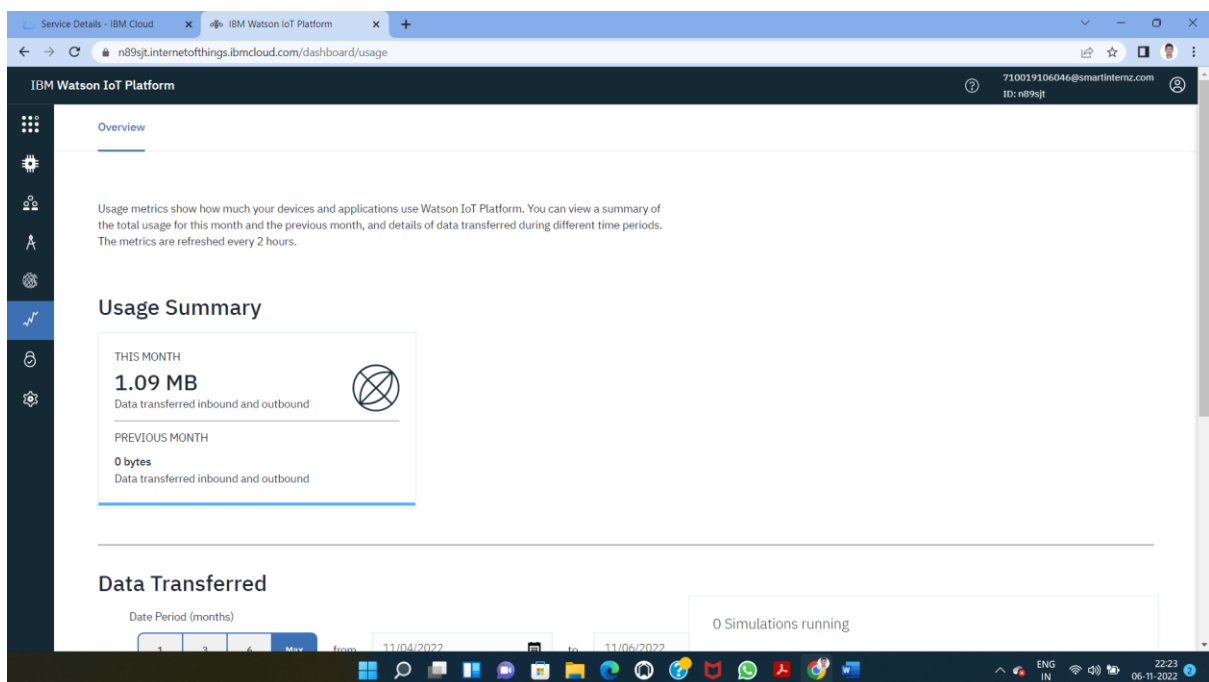 Service Details - IBM Cloud
IBM Watson IoT Platform
n89sjt.internetofthings.ibmcloud.com/dashboard/usage
IBM Watson IoT Platform
710019106046@smartinternz.com
ID: n89sjt
Overview
Usage metrics show how much your devices and applications use Watson IoT Platform. You can view a summary of
the total usage for this month and the previous month, and details of data transferred during different time periods.
The metrics are refreshed every 2 hours.
Usage Summary
THIS MONTH
1.09 MB
Data transferred inbound and outbound
PREVIOUS MONTH
0 bytes
Data transferred inbound and outbound
Data Transferred
Date Period (months)
0 Simulations running
1 3 6 Max from 11/04/2022 to 11/06/2022
ENG
IN
22:23
06-11-2022
2